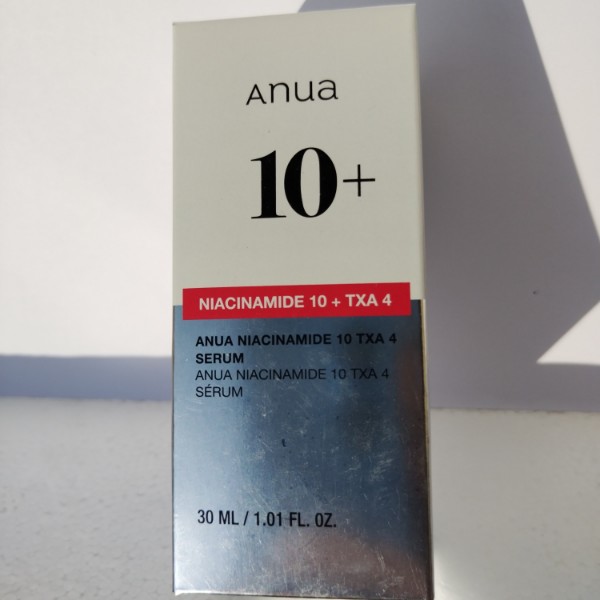 Anua
10+
NIACINAMIDE 10 + TXA 4
ANUA NIACINAMIDE 10 TXA 4
SERUM
ANUA NIACINAMIDE 10 TXA 4
SÉRUM
30 ML / 1.01 FL. OZ.